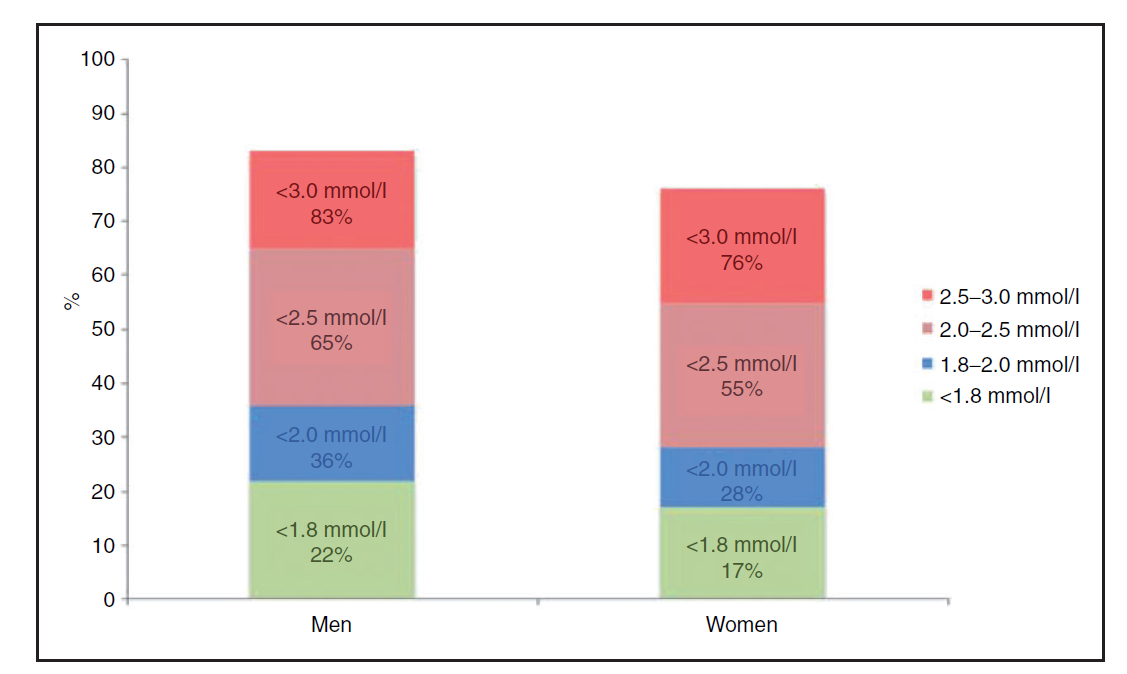 100
90
80
70
60
50
40
30
20
10
0
%
<3.0 mmol/l
83%
<2.5 mmol/l
65%
<2.0 mmol/l
36%
<1.8 mmol/l
22%
<3.0 mmol/l
76%
<2.5 mmol/l
55%
<2.0 mmol/l
28%
<1.8 mmol/l
17%
Men
Women
2.5–3.0 mmol/l
2.0–2.5 mmol/l
1.8–2.0 mmol/l
<1.8 mmol/l